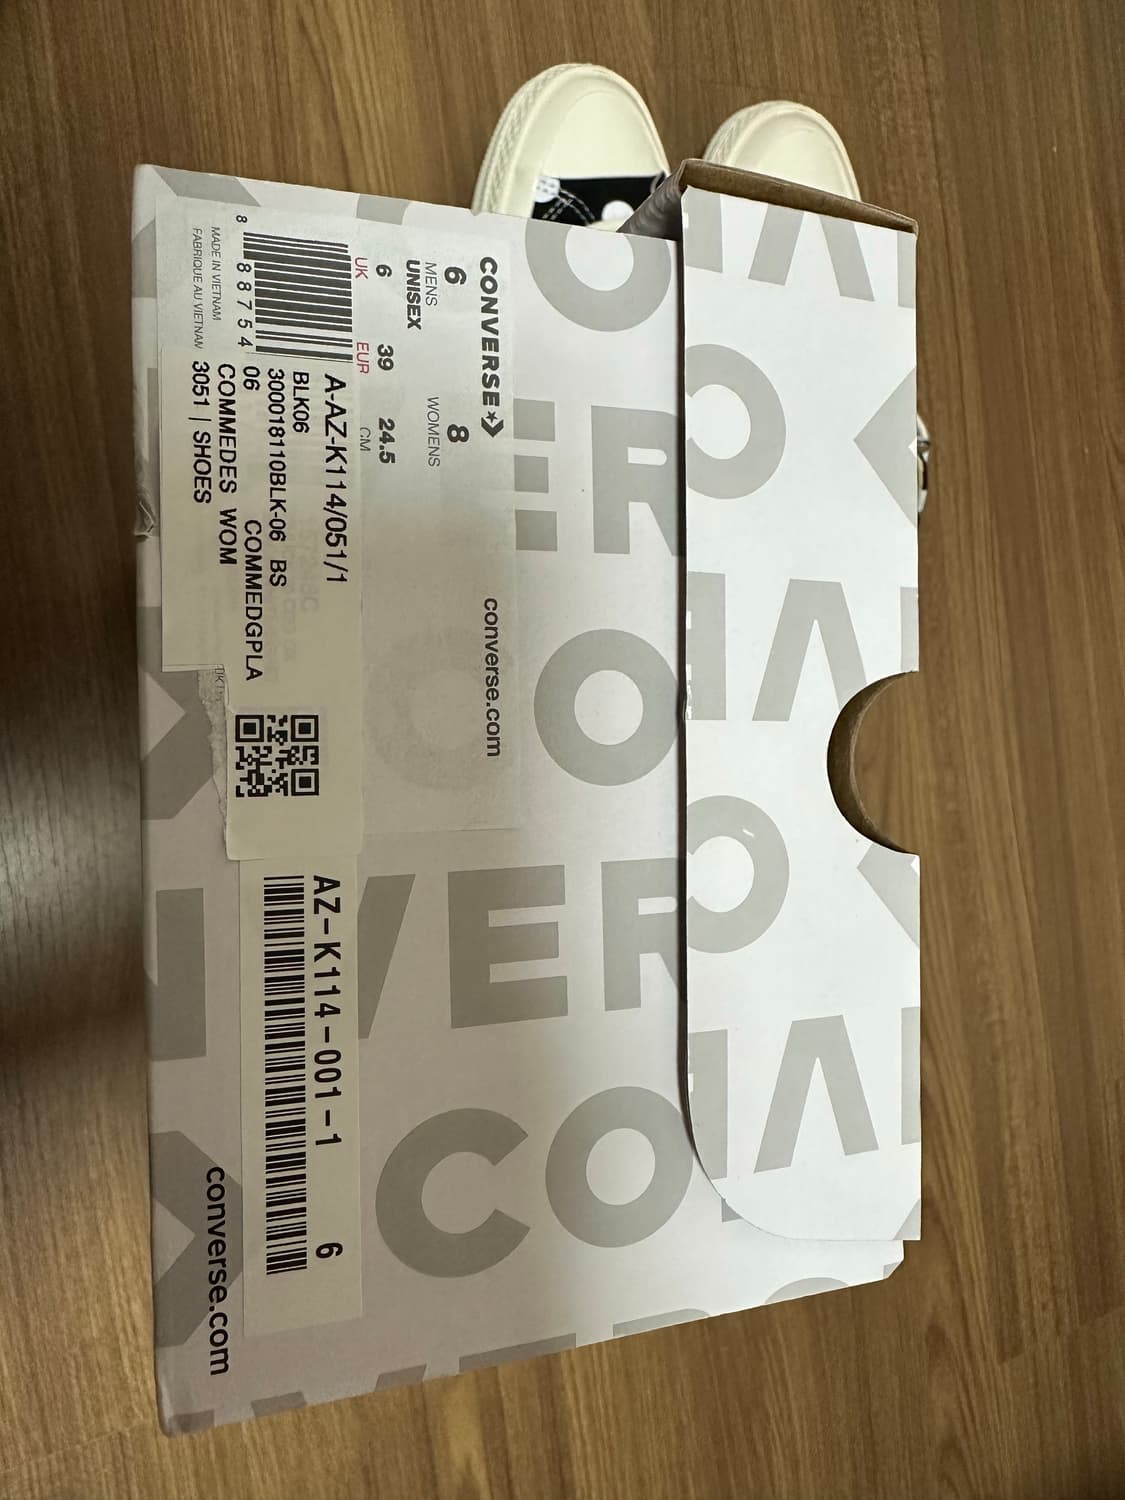 CONVERSE
converse.com
6 8
MENS WOMENS
UNISEX
6 39 24.5
UK EUR CM
8 88754
MADE IN VIETNAM
FABRIQUE AU VIETNAM
A-AZ-K114/051/1
BLK06
300018110BLK-06 BS
06 COMMEDGPLA
COMMEDES WOM
3051 | SHOES
AZ-K114-001-1
6
converse.com